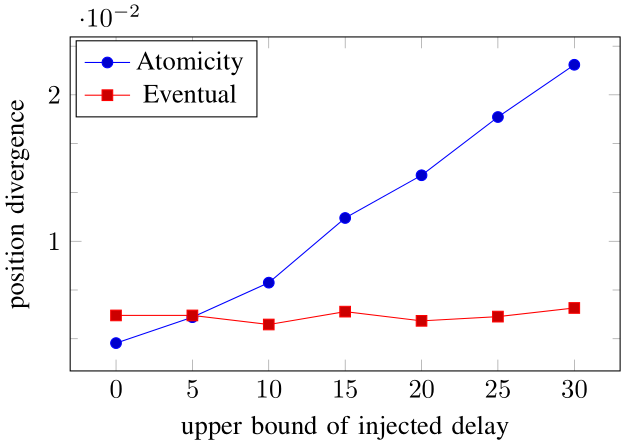 ·10⁻²
Atomicity
Eventual
2
1
position divergence
0 5 10 15 20 25 30
upper bound of injected delay